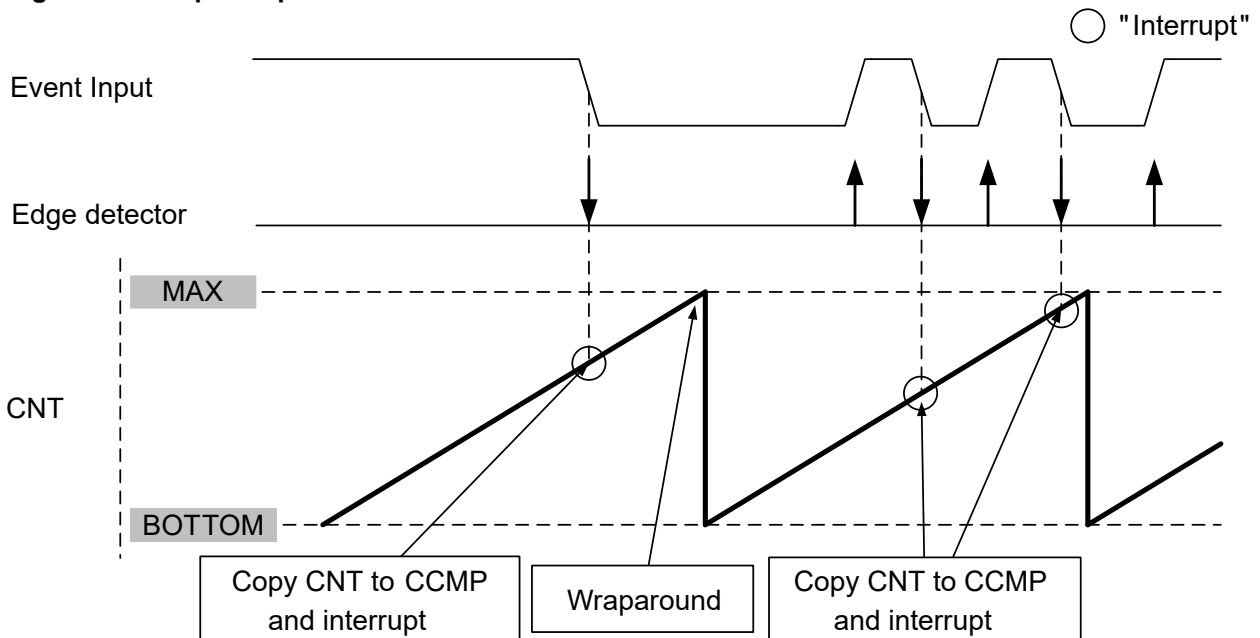 "Interrupt"
Event Input
Edge detector
MAX
CNT
BOTTOM
Copy CNT to CCMP
and interrupt
Wraparound
Copy CNT to CCMP
and interrupt